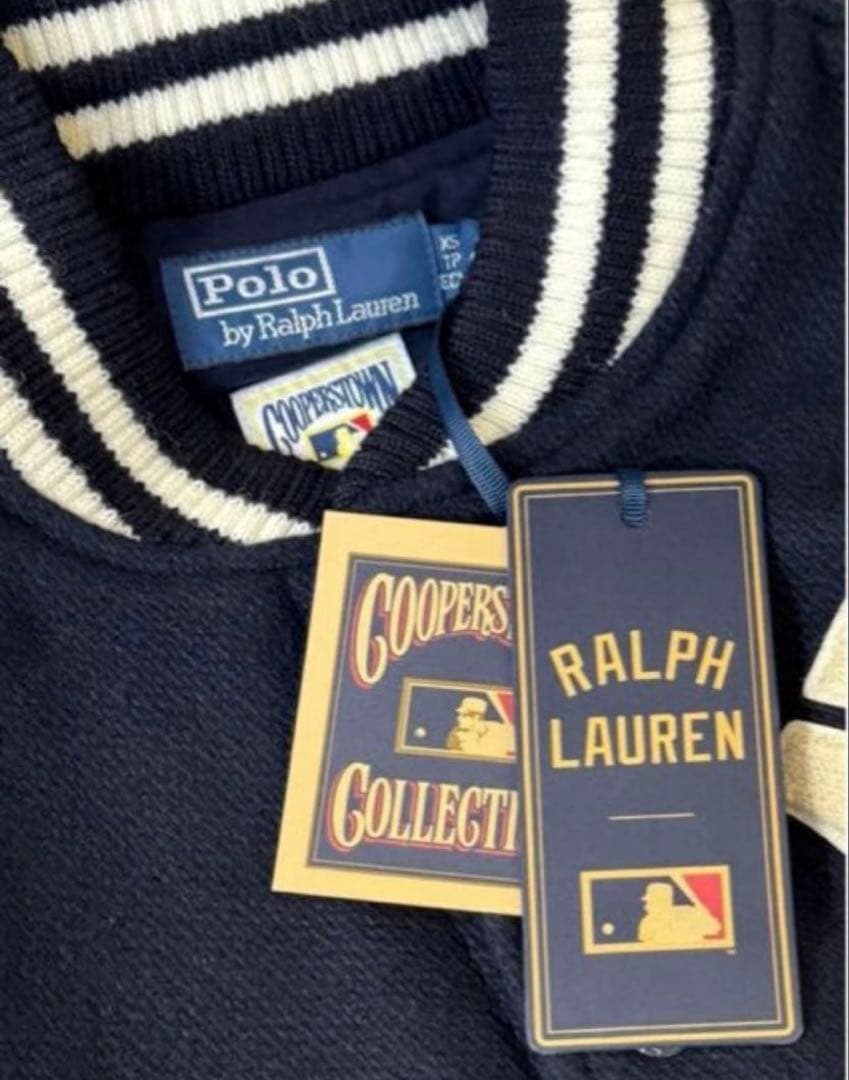 Polo
by Ralph Lauren
XS
TP
COOPERSTOWN
COOPERS
COLLECTI
RALPH
LAUREN